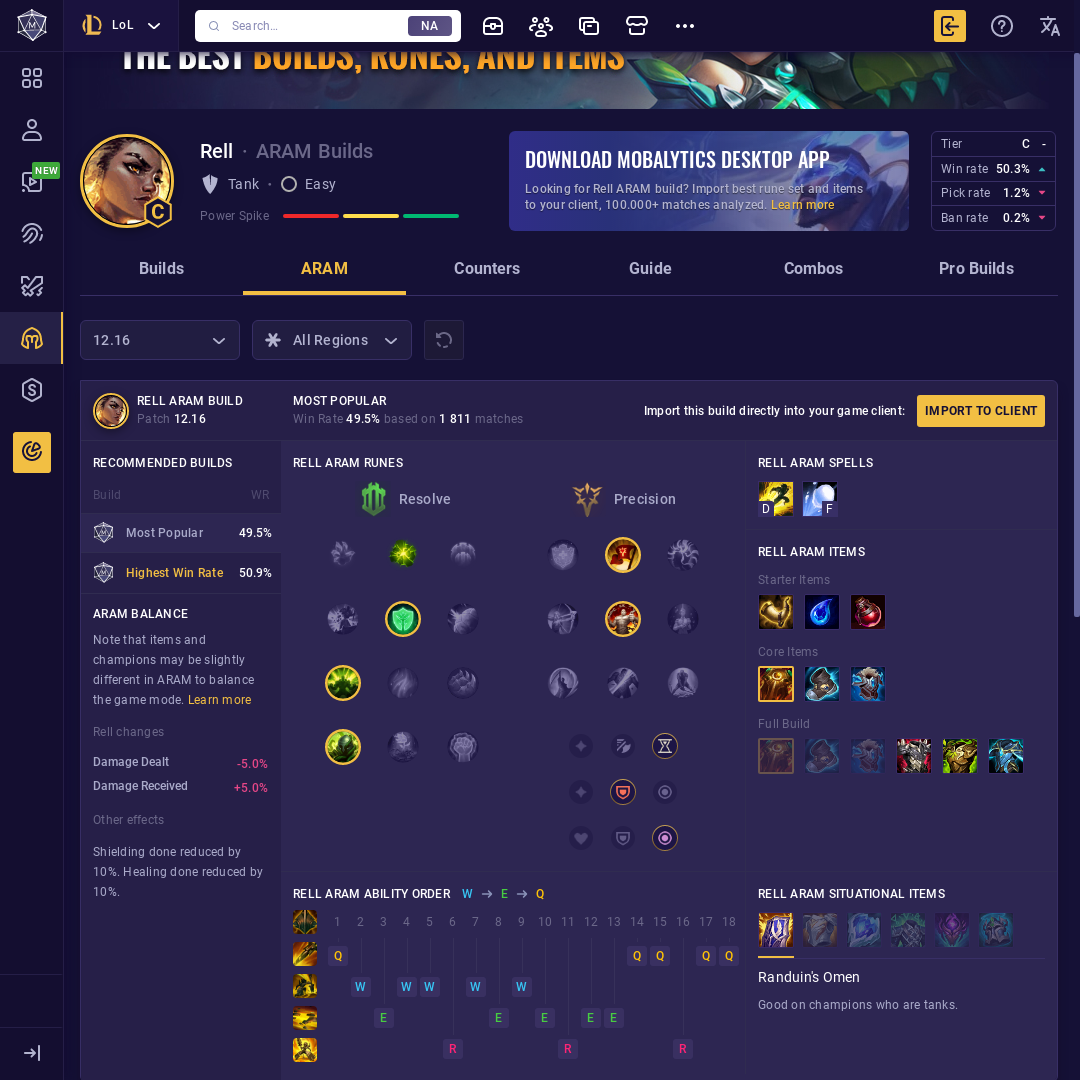 LoL
Search...
NA
THE BEST BUILDS, RUNES, AND ITEMS
NEW
Rell · ARAM Builds
Tank · Easy
Power Spike
C
DOWNLOAD MOBALYTICS DESKTOP APP
Looking for Rell ARAM build? Import best rune set and items
to your client, 100.000+ matches analyzed. Learn more
Tier C -
Win rate 50.3%
Pick rate 1.2%
Ban rate 0.2%
Builds
ARAM
Counters
Guide
Combos
Pro Builds
12.16
All Regions
RELL ARAM BUILD
Patch 12.16
MOST POPULAR
Win Rate 49.5% based on 1 811 matches
Import this build directly into your game client:
IMPORT TO CLIENT
RECOMMENDED BUILDS
Build WR
Most Popular 49.5%
Highest Win Rate 50.9%
ARAM BALANCE
Note that items and
champions may be slightly
different in ARAM to balance
the game mode. Learn more
Rell changes
Damage Dealt -5.0%
Damage Received +5.0%
Other effects
Shielding done reduced by
10%. Healing done reduced by
10%.
RELL ARAM RUNES
Resolve
Precision
RELL ARAM SPELLS
D
F
RELL ARAM ITEMS
Starter Items
Core Items
Full Build
RELL ARAM ABILITY ORDER W E Q
1 2 3 4 5 6 7 8 9 10 11 12 13 14 15 16 17 18
Q Q Q Q Q
W W W W W
E E E E E
R R R
RELL ARAM SITUATIONAL ITEMS
Randuin's Omen
Good on champions who are tanks.